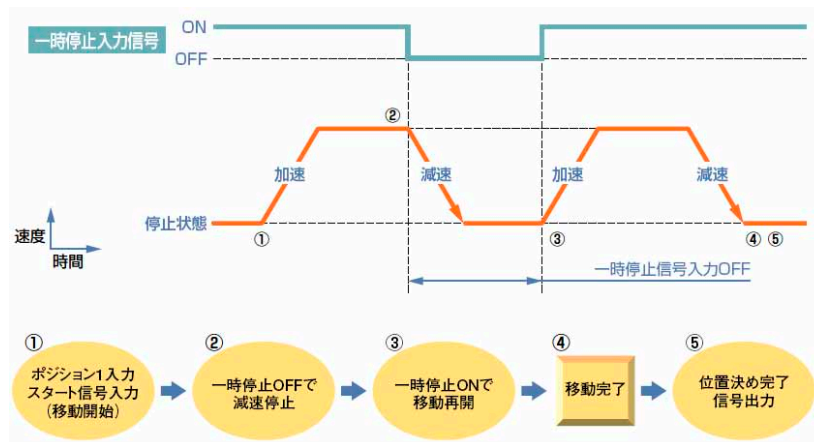 ON
一時停止入力信号
OFF
②
加速
減速
加速
減速
停止状態
①
③
④ ⑤
速度
時間
一時停止信号入力OFF
①
ポジション1入力
スタート信号入力
(移動開始)
②
一時停止OFFで
減速停止
③
一時停止ONで
移動再開
④
移動完了
⑤
位置決め完了
信号出力